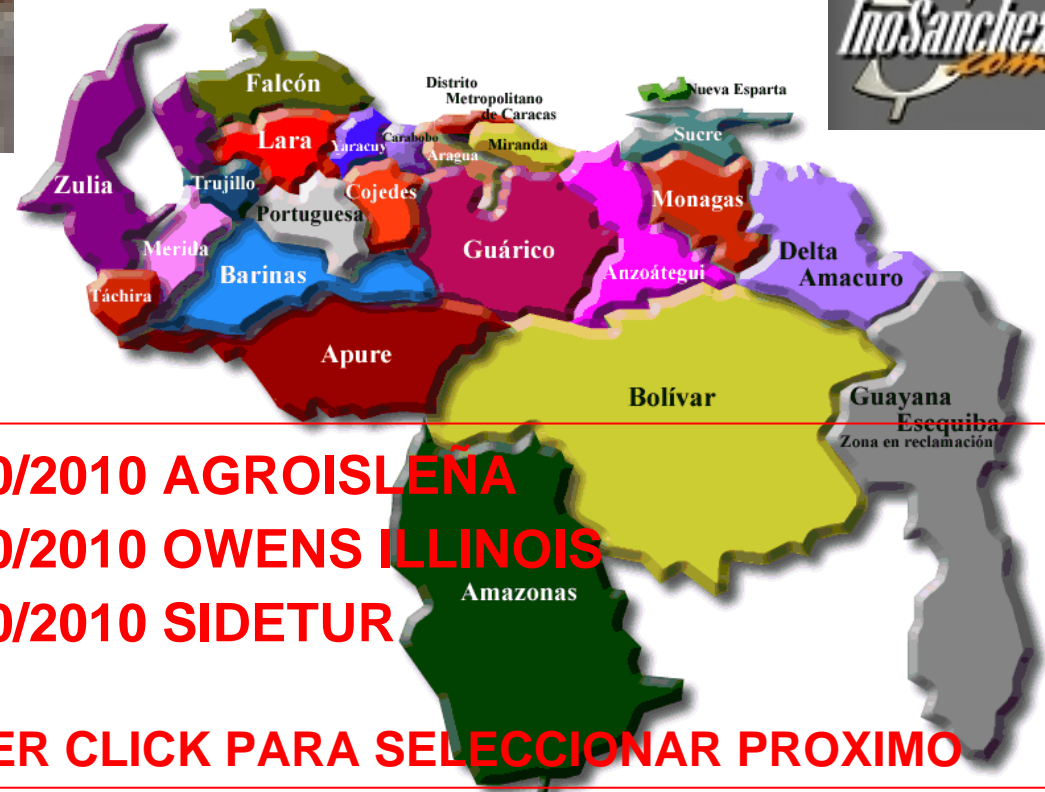 InoSanchez
.com
Falcón
Distrito
Metropolitano
de Caracas
Nueva Esparta
Lara
Yaracuy
Carabobo
Aragua
Miranda
Sucre
Zulia
Trujillo
Cojedes
Portuguesa
Monagas
Merida
Guárico
Delta
Amacuro
Barinas
Anzoátegui
Táchira
Apure
Bolívar
Guayana
Esequiba
Zona en reclamación
0/2010 AGROISLEÑA
0/2010 OWENS ILLINOIS
0/2010 SIDETUR
Amazonas
ER CLICK PARA SELECCIONAR PROXIMO